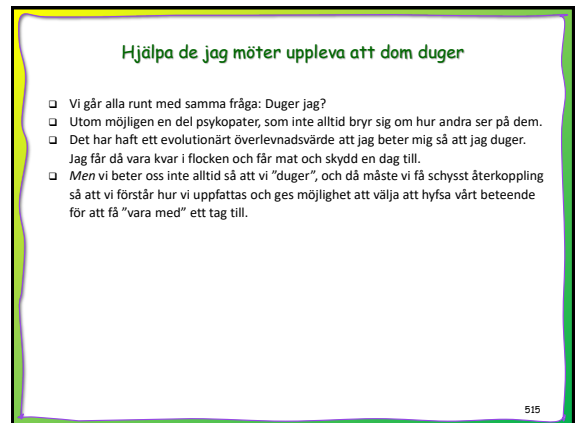 Hjälpa de jag möter uppleva att dom duger
❑ Vi går alla runt med samma fråga: Duger jag?
❑ Utom möjligen en del psykopater, som inte alltid bryr sig om hur andra ser på dem.
❑ Det har haft ett evolutionärt överlevnadsvärde att jag beter mig så att jag duger.
Jag får då vara kvar i flocken och får mat och skydd en dag till.
❑ Men vi beter oss inte alltid så att vi ”duger”, och då måste vi få schysst återkoppling
så att vi förstår hur vi uppfattas och ges möjlighet att välja att hyfsa vårt beteende
för att få ”vara med” ett tag till.
515